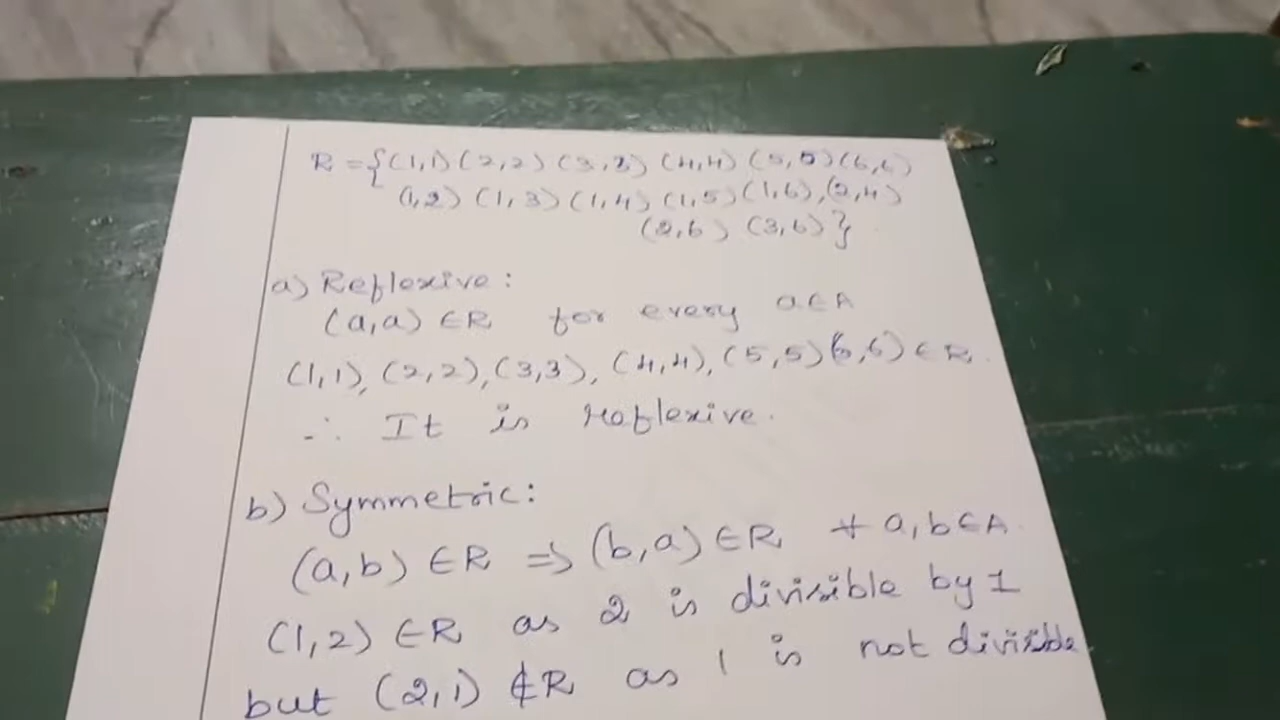 R = {(1,1) (2,2) (3,3) (4,4) (5,5) (6,6)
(1,2) (1,3) (1,4) (1,5) (1,6), (2,4)
(2,6) (3,6)}
a) Reflexive:
(a,a) ∈ R for every a∈A
(1,1), (2,2), (3,3), (4,4), (5,5) (6,6) ∈ R.
∴ It is reflexive.
b) Symmetric:
(a,b) ∈ R ⇒ (b,a) ∈ R ∀ a,b∈A.
(1,2) ∈ R as 2 is divisible by 1
but (2,1) ∉ R as 1 is not divisible